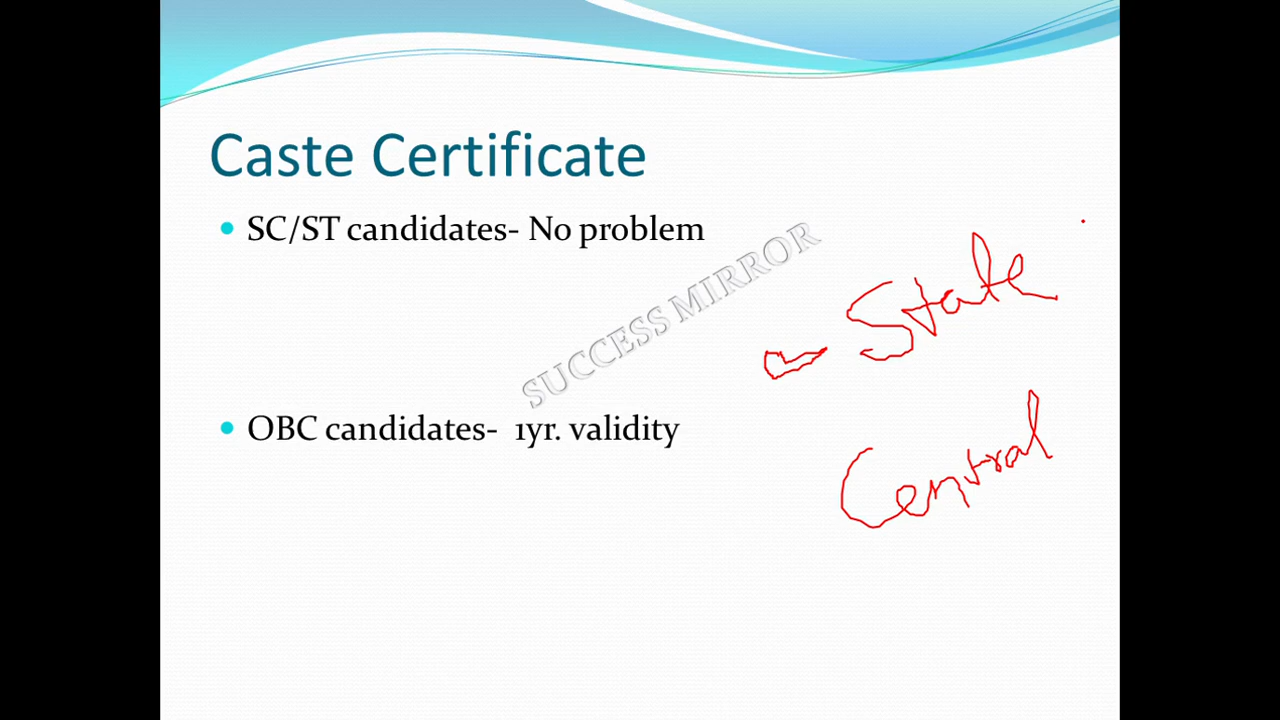 Caste Certificate
SC/ST candidates- No problem
SUCCESS MIRROR
State
OBC candidates- 1yr. validity
Central